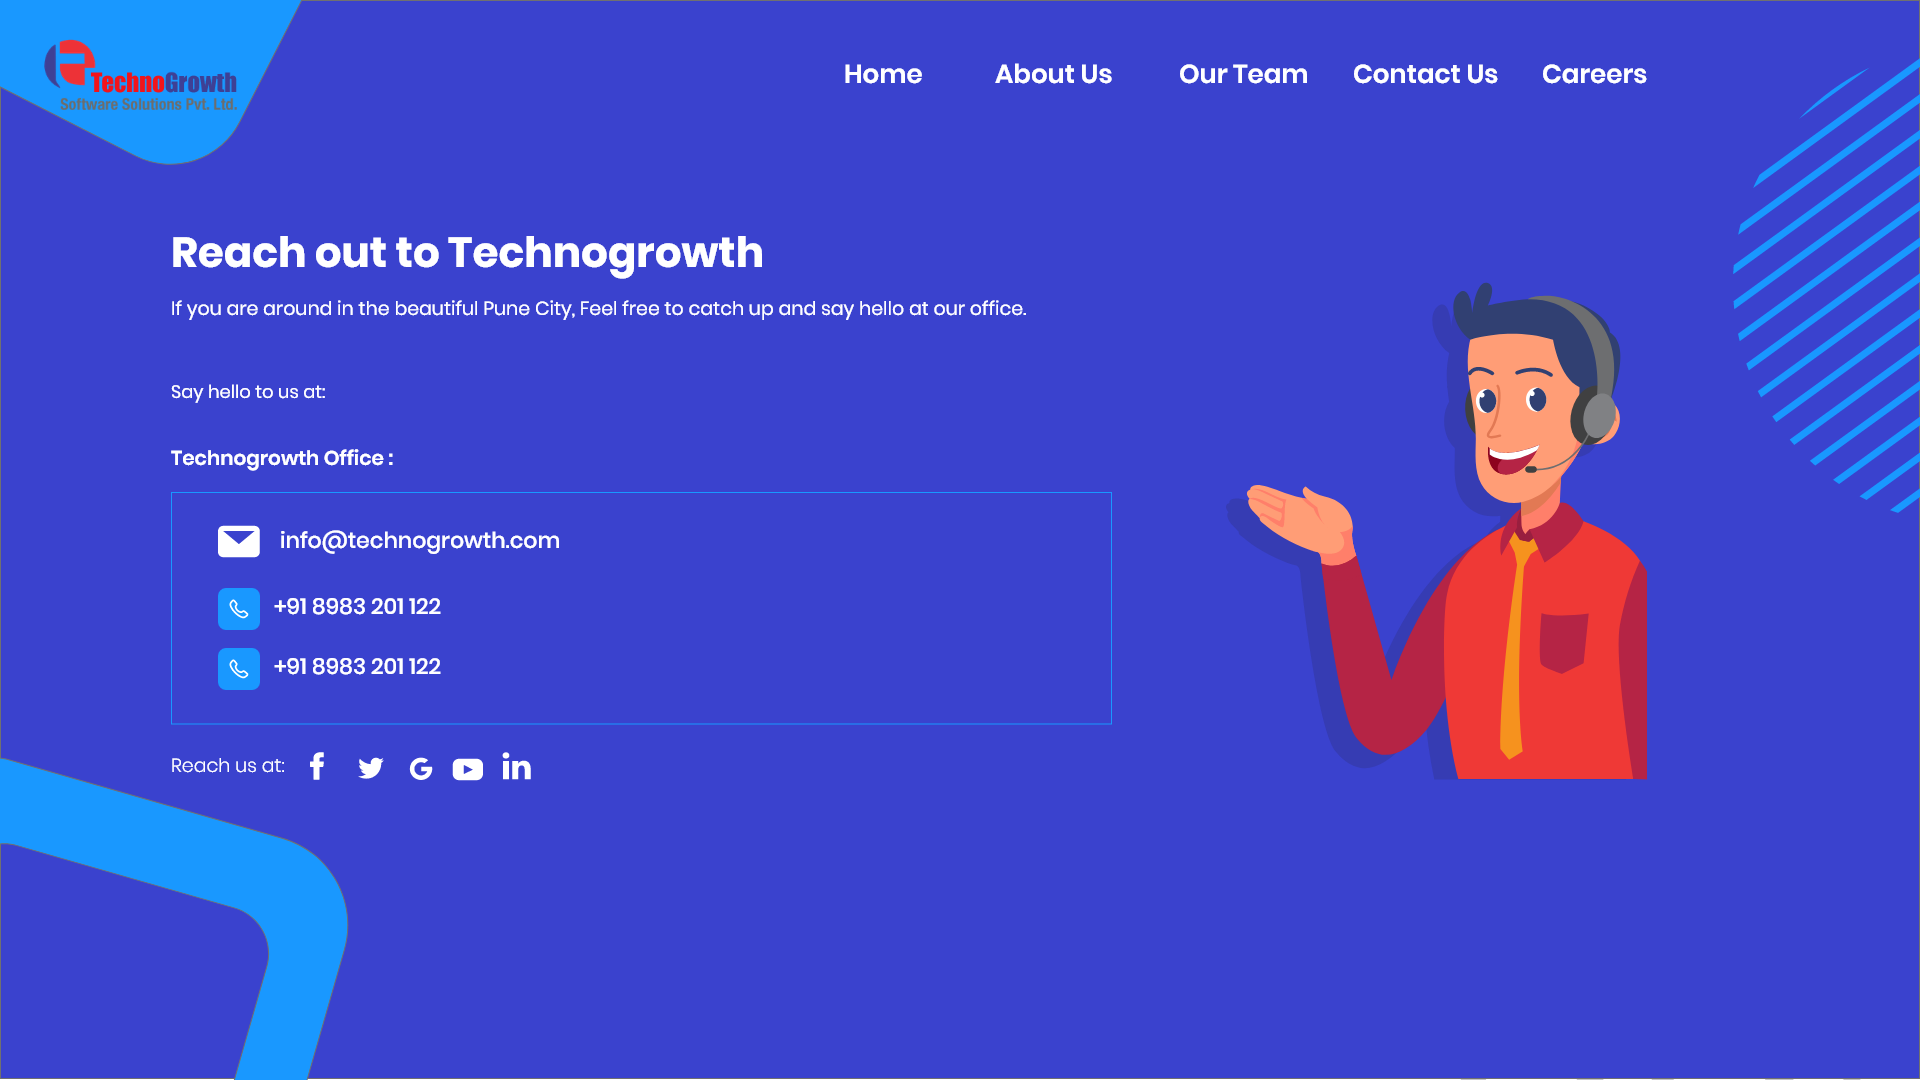 TechnoGrowth
Software Solutions Pvt. Ltd.
Home About Us Our Team Contact Us Careers
Reach out to Technogrowth
If you are around in the beautiful Pune City, Feel free to catch up and say hello at our office.
Say hello to us at:
Technogrowth Office :
info@technogrowth.com
+91 8983 201 122
+91 8983 201 122
Reach us at: